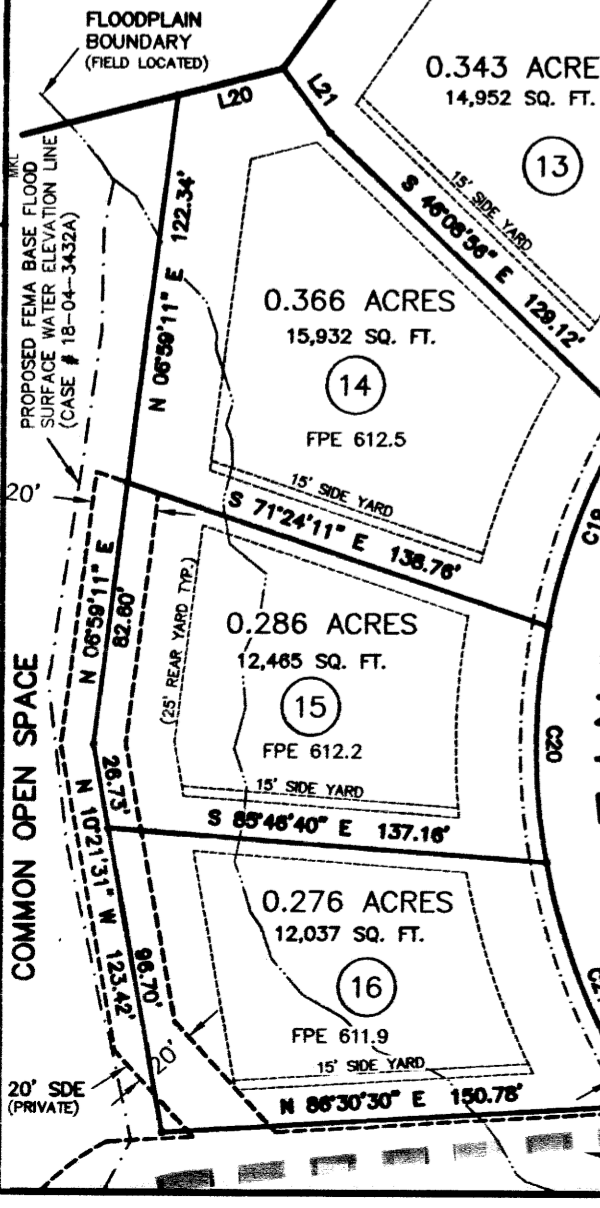 FLOODPLAIN
BOUNDARY
(FIELD LOCATED)
L20
L21
0.343 ACRE
14,952 SQ. FT.
13
15' SIDE YARD
S 46°08'56" E 129.12'
MKL
PROPOSED FEMA BASE FLOOD
SURFACE WATER ELEVATION LINE
(CASE # 18-04-3432A)
N 06°59'11" E 122.34'
0.366 ACRES
15,932 SQ. FT.
14
FPE 612.5
15' SIDE YARD
S 71°24'11" E 138.76'
20'
N 06°59'11" E
82.60'
(25' REAR YARD TYP.)
0.286 ACRES
12,465 SQ. FT.
15
FPE 612.2
15' SIDE YARD
C20
COMMON OPEN SPACE
26.73'
S 85°46'40" E 137.16'
N 10°21'31" W 123.42'
96.70'
0.276 ACRES
12,037 SQ. FT.
16
FPE 611.9
15' SIDE YARD
20'
20' SDE
(PRIVATE)
N 86°30'30" E 150.78'